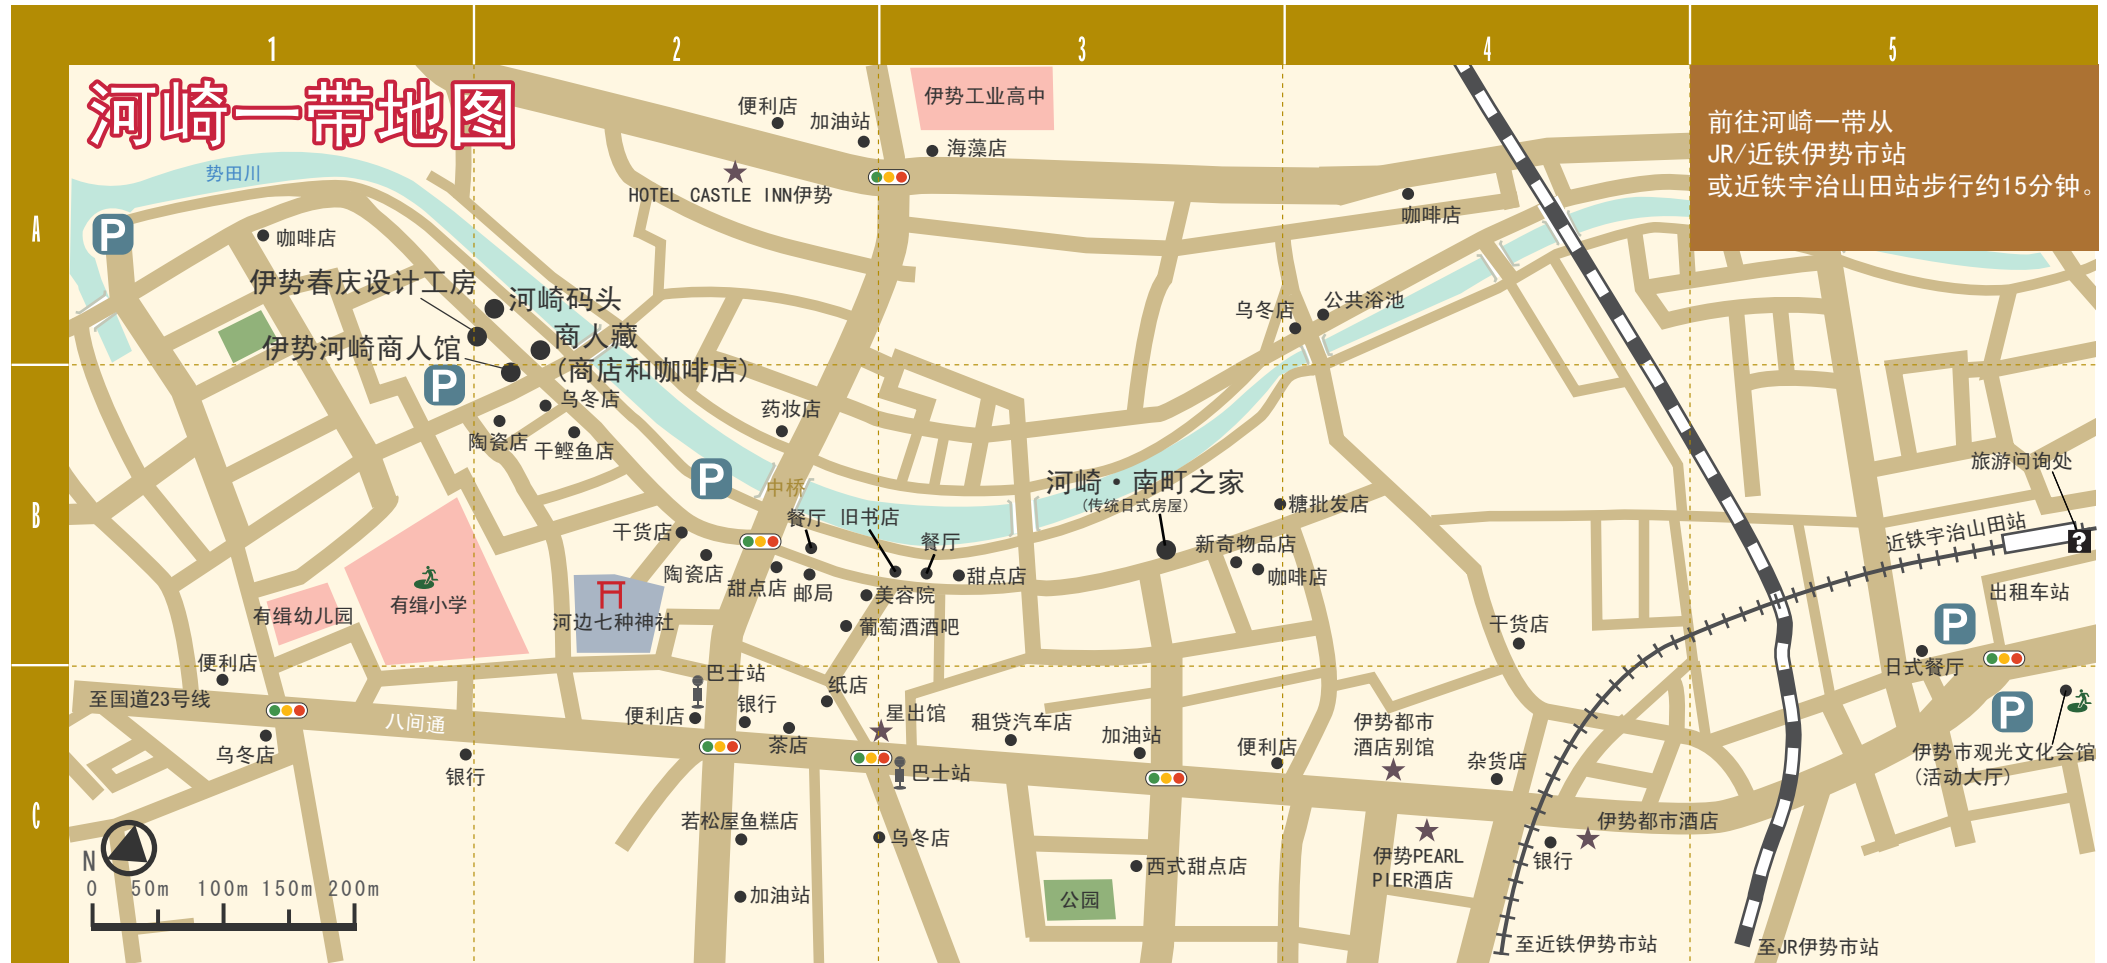 1
2
3
4
5
河崎一带地图
前往河崎一带从
JR/近铁伊势市站
或近铁宇治山田站步行约15分钟。
A
B
C
便利店
加油站
伊势工业高中
海藻店
势田川
HOTEL CASTLE INN伊势
咖啡店
P
咖啡店
伊势春庆设计工房
河崎码头
乌冬店
公共浴池
商人藏
(商店和咖啡店)
伊势河崎商人馆
P
乌冬店
药妆店
陶瓷店
干鲣鱼店
P
中桥
河崎・南町之家
(传统日式房屋)
旅游问询处
糖批发店
餐厅
旧书店
餐厅
干货店
新奇物品店
近铁宇治山田站
?
陶瓷店
甜点店
邮局
甜点店
咖啡店
美容院
出租车站
有缉幼儿园
有缉小学
河边七种神社
葡萄酒酒吧
干货店
P
便利店
日式餐厅
巴士站
至国道23号线
八间通
便利店
银行
纸店
星出馆
租贷汽车店
伊势都市
酒店别馆
P
茶店
加油站
便利店
乌冬店
银行
巴士站
杂货店
伊势市观光文化会馆
(活动大厅)
若松屋鱼糕店
乌冬店
伊势都市酒店
伊势PEARL
PIER酒店
银行
西式甜点店
N
0 50m 100m 150m 200m
加油站
公园
至近铁伊势市站
至JR伊势市站